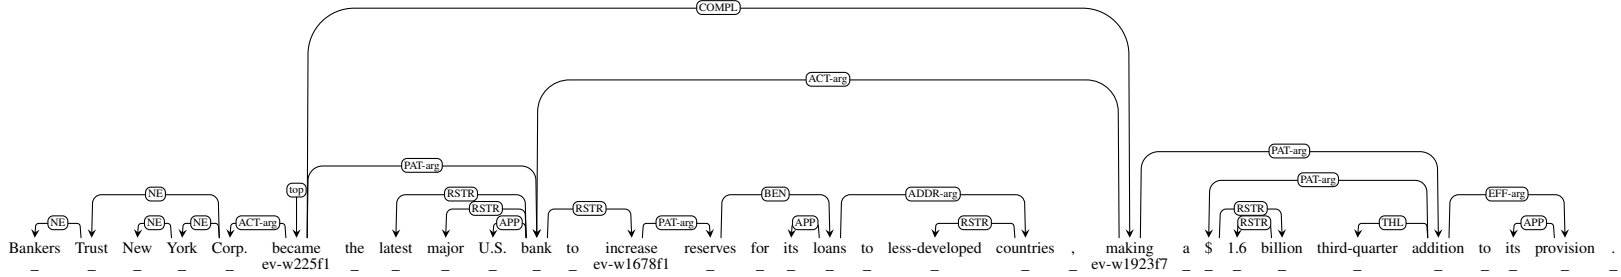 COMPL
ACT-arg
PAT-arg
PAT-arg
top
PAT-arg
NE RSTR BEN ADDR-arg EFF-arg
RSTR RSTR RSTR
NE NE NE ACT-arg APP PAT-arg APP RSTR RSTR THL APP
Bankers Trust New York Corp. became the latest major U.S. bank to increase reserves for its loans to less-developed countries , making a $ 1.6 billion third-quarter addition to its provision .
_ _ _ _ _ ev-w225f1 _ _ _ _ _ _ ev-w1678f1 _ _ _ _ _ _ _ _ ev-w1923f7 _ _ _ _ _ _ _ _ _ _